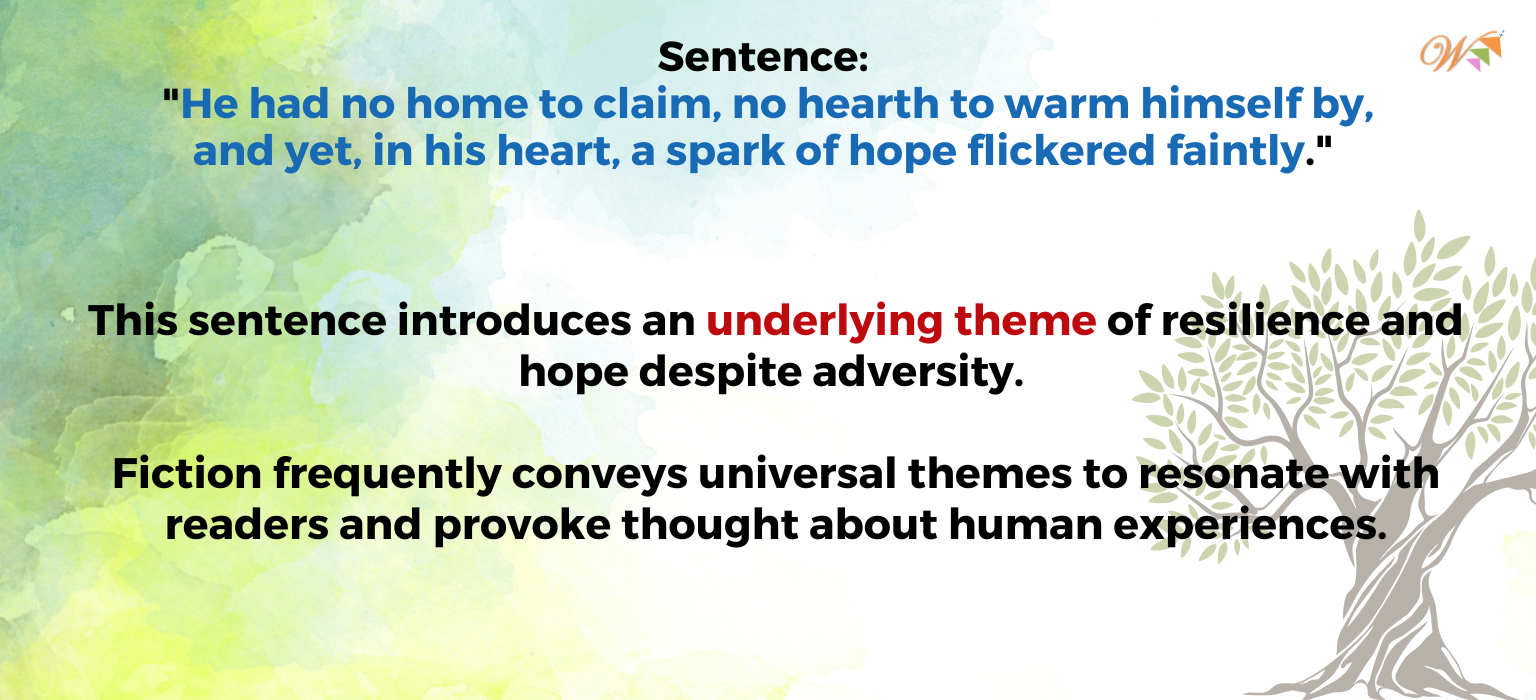 Sentence:
"He had no home to claim, no hearth to warm himself by,
and yet, in his heart, a spark of hope flickered faintly."
W
This sentence introduces an underlying theme of resilience and
hope despite adversity.
Fiction frequently conveys universal themes to resonate with
readers and provoke thought about human experiences.